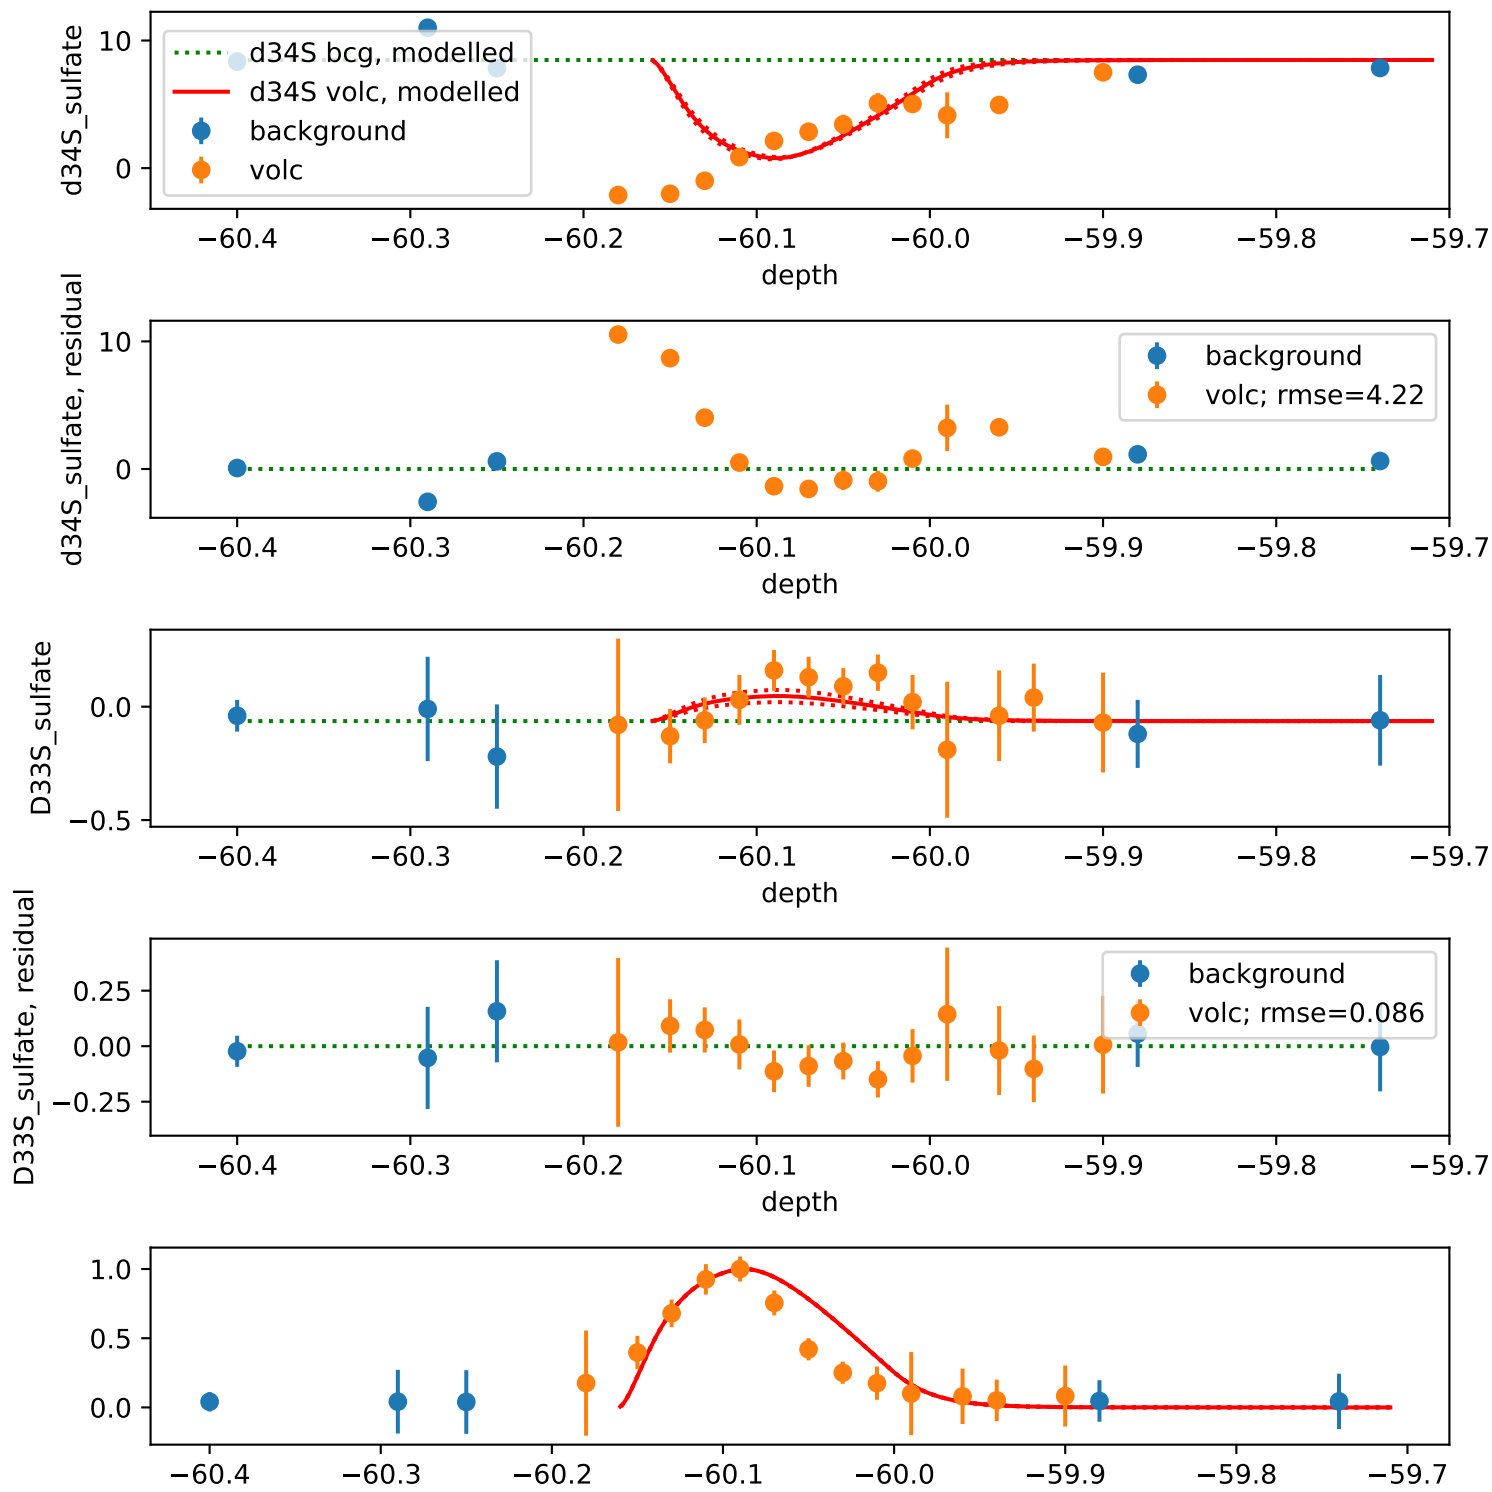 d34S_sulfate
10
0
d34S bcg, modelled
d34S volc, modelled
background
volc
−60.4 −60.3 −60.2 −60.1 −60.0 −59.9 −59.8 −59.7
depth
d34S_sulfate, residual
10
0
background
volc; rmse=4.22
−60.4 −60.3 −60.2 −60.1 −60.0 −59.9 −59.8 −59.7
depth
D33S_sulfate
0.0
−0.5
−60.4 −60.3 −60.2 −60.1 −60.0 −59.9 −59.8 −59.7
depth
D33S_sulfate, residual
0.25
0.00
−0.25
background
volc; rmse=0.086
−60.4 −60.3 −60.2 −60.1 −60.0 −59.9 −59.8 −59.7
depth
1.0
0.5
0.0
−60.4 −60.3 −60.2 −60.1 −60.0 −59.9 −59.8 −59.7